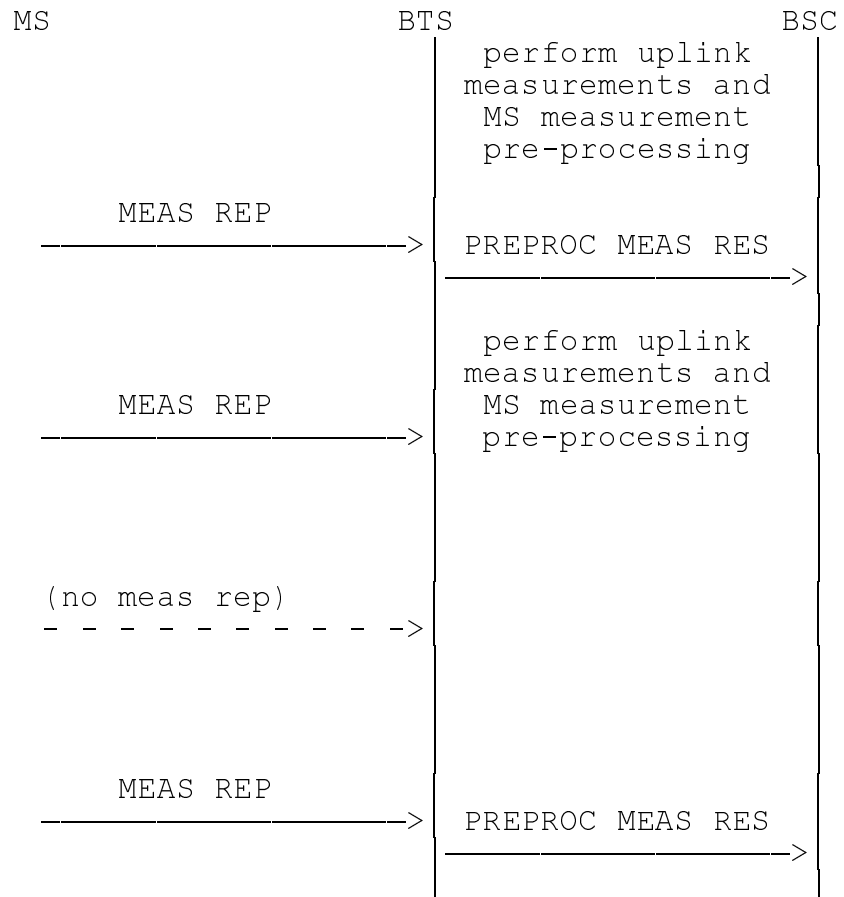 MS BTS BSC
perform uplink
measurements and
MS measurement
pre-processing
MEAS REP
PREPROC MEAS RES
perform uplink
measurements and
MEAS REP MS measurement
pre-processing
(no meas rep)
MEAS REP
PREPROC MEAS RES